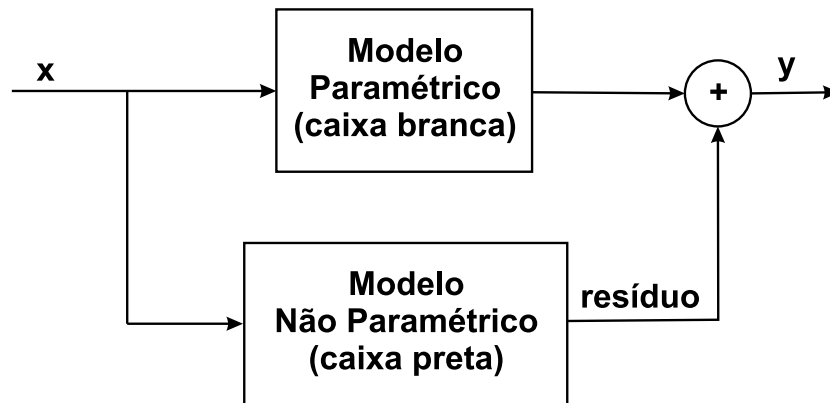 x
Modelo
Paramétrico
(caixa branca)
+
y
Modelo
Não Paramétrico
(caixa preta)
resíduo